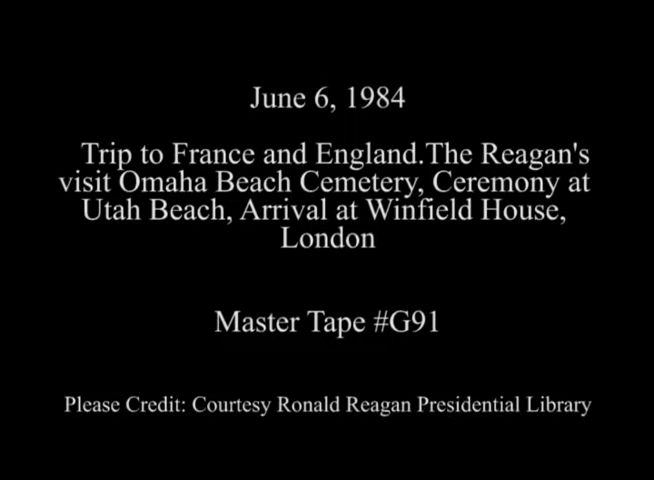 June 6, 1984
Trip to France and England.The Reagan's
visit Omaha Beach Cemetery, Ceremony at
Utah Beach, Arrival at Winfield House,
London
Master Tape #G91
Please Credit: Courtesy Ronald Reagan Presidential Library